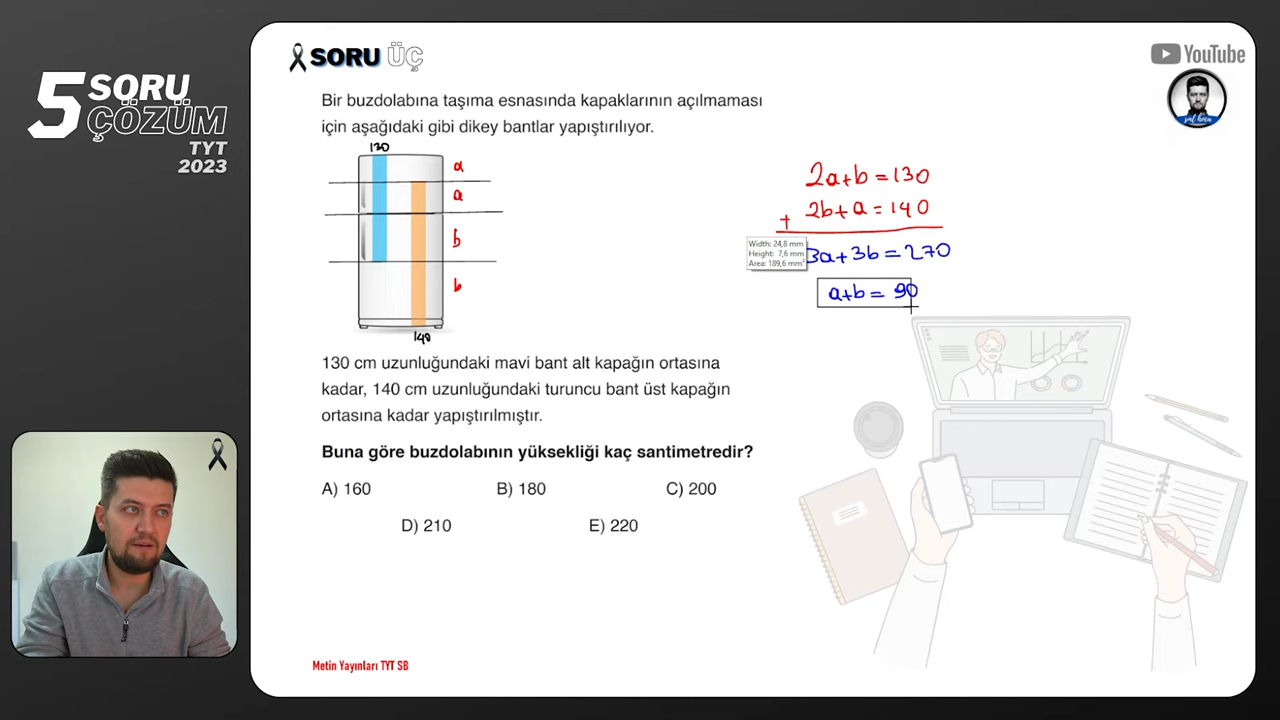 5 SORU
ÇÖZÜM
TYT
2023
SORU ÜÇ
YouTube
Bir buzdolabına taşıma esnasında kapaklarının açılmaması
için aşağıdaki gibi dikey bantlar yapıştırılıyor.
130
a
a
b
b
140
2a+b=130
2b+a=140
+
3a+3b=270
a+b=90
Width: 24,8 mm
Height: 7,6 mm
Area: 189,6 mm²
130 cm uzunluğundaki mavi bant alt kapağın ortasına
kadar, 140 cm uzunluğundaki turuncu bant üst kapağın
ortasına kadar yapıştırılmıştır.
Buna göre buzdolabının yüksekliği kaç santimetredir?
A) 160 B) 180 C) 200
D) 210 E) 220
Metin Yayınları TYT SB